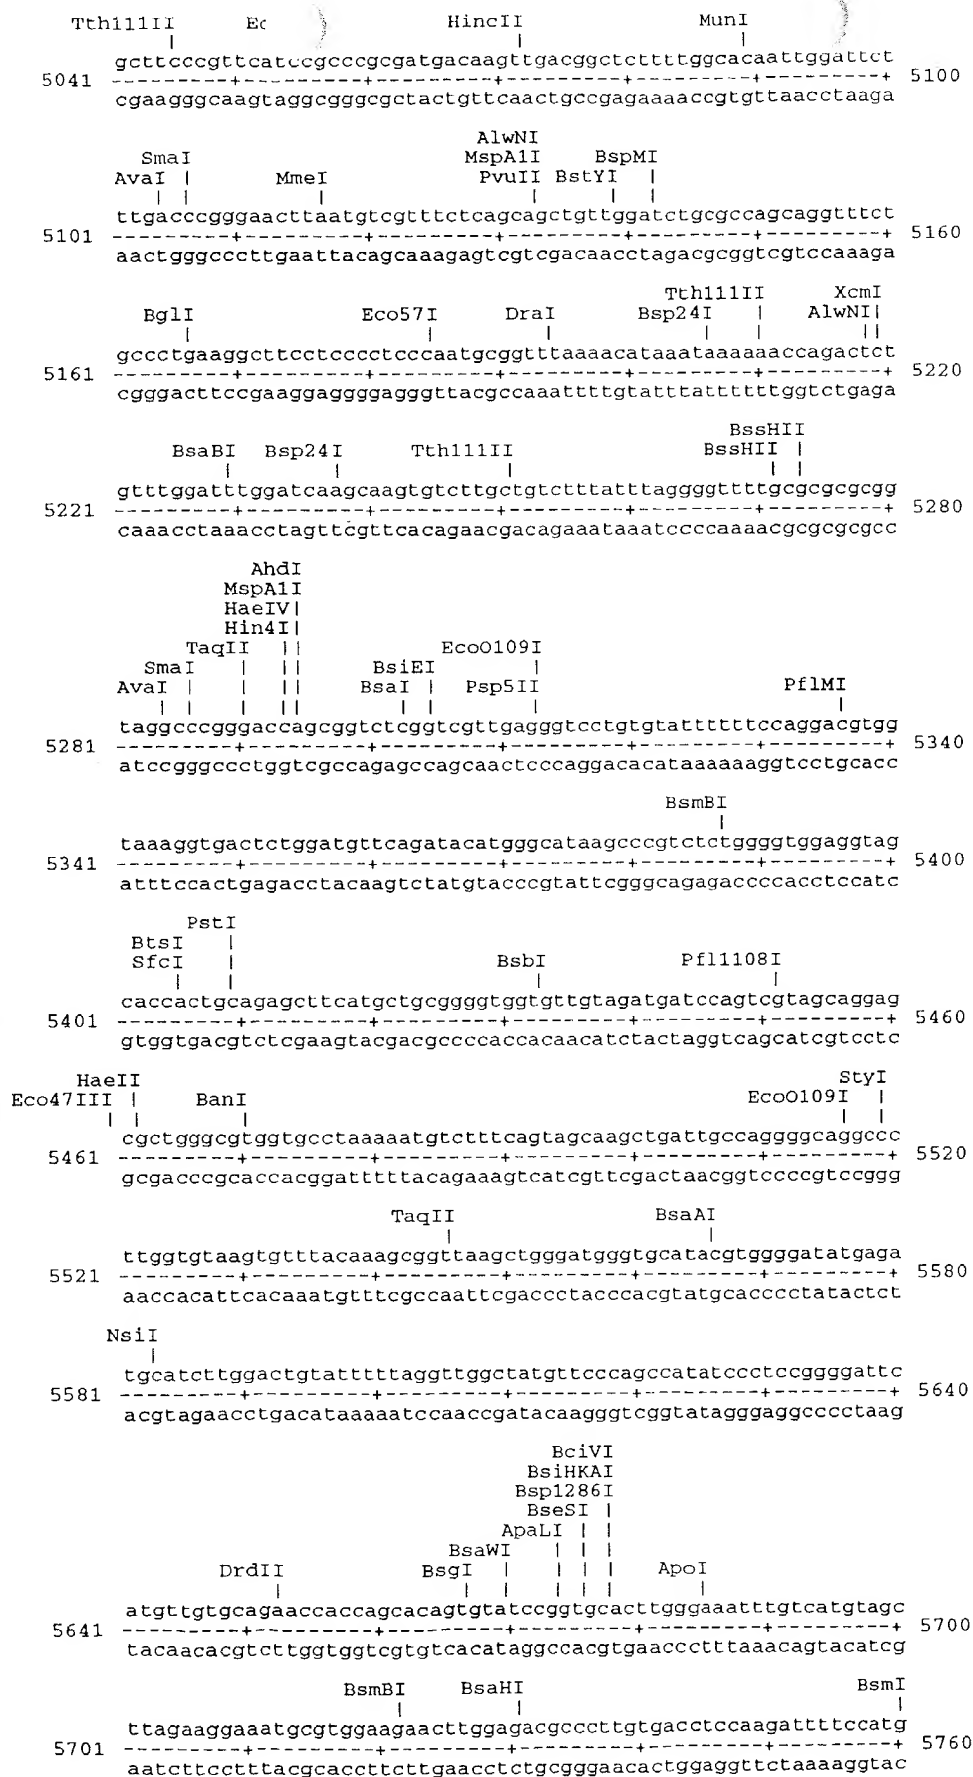 Tth111II HincII MunI
gcttcccgttcatccgcccgcgatgacaagttgacggctcttttggcacaattggattct
5041 ---------+---------+---------+---------+---------+---------+ 5100
cgaagggcaagtaggcgggcgctactgttcaactgccgagaaaaccgtgttaacctaaga
AlwNI
SmaI MspA1I BspMI
AvaI | MmeI PvuII BstYI |
ttgacccgggaacttaatgtcgtttctcagcagctgttggatctgcgccagcaggtttct
5101 ---------+---------+---------+---------+---------+---------+ 5160
aactgggcccttgaattacagcaaagagtcgtcgacaacctagacgcggtcgtccaaaga
Tth111II XcmI
BglI Eco57I DraI Bsp24I | AlwNI|
gccctgaaggcttcctcccctcccaatgcggtttaaaacataaataaaaaaccagactct
5161 ---------+---------+---------+---------+---------+---------+ 5220
cgggacttccgaaggaggggagggttacgccaaattttgtatttattttttggtctgaga
BssHII
BsaBI Bsp24I Tth111II BssHII |
gtttggatttggatcaagcaagtgtcttgctgtctttatttaggggttttgcgcgcgcgg
5221 ---------+---------+---------+---------+---------+---------+ 5280
caaacctaaacctagttcgttcacagaacgacagaaataaatccccaaaacgcgcgcgcc
AhdI
MspA1I
HaeIV|
Hin4I|
TaqII || EcoO109I
SmaI | || BsiEI |
AvaI | | || BsaI | Psp5II | PflMI
taggcccgggaccagcggtctcggtcgttgagggtcctgtgtattttttccaggacgtgg
5281 ---------+---------+---------+---------+---------+---------+ 5340
atccgggccctggtcgccagagccagcaactcccaggacacataaaaaaggtcctgcacc
BsmBI
taaaggtgactctggatgttcagatacatgggcataagcccgtctctggggtggaggtag
5341 ---------+---------+---------+---------+---------+---------+ 5400
atttccactgagacctacaagtctatgtacccgtattcgggcagagaccccacctccatc
PstI
BtsI |
SfcI | BsbI Pfl1108I
caccactgcagagcttcatgctgcggggtggtgttgtagatgatccagtcgtagcaggag
5401 ---------+---------+---------+---------+---------+---------+ 5460
gtggtgacgtctcgaagtacgacgccccaccacaacatctactaggtcagcatcgtcctc
HaeII StyI
Eco47III | BanI EcoO109I |
cgctgggcgtggtgcctaaaaatgtctttcagtagcaagctgattgccaggggcaggccc
5461 ---------+---------+---------+---------+---------+---------+ 5520
gcgacccgcaccacggatttttacagaaagtcatcgttcgactaacggtccccgtccggg
TaqII BsaAI
ttggtgtaagtgtttacaaagcggttaagctgggatgggtgcatacgtggggatatgaga
5521 ---------+---------+---------+---------+---------+---------+ 5580
aaccacattcacaaatgtttcgccaattcgaccctacccacgtatgcacccctatactct
NsiI
tgcatcttggactgtatttttaggttggctatgttcccagccatatccctccggggattc
5581 ---------+---------+---------+---------+---------+---------+ 5640
acgtagaacctgacataaaaatccaaccgatacaagggtcggtatagggaggcccctaag
BciVI
BsiHKAI
Bsp1286I
BseSI |
ApaLI | |
BsaWI | | |
DrdII BsgI | | | | ApoI
atgttgtgcagaaccaccagcacagtgtatccggtgcacttgggaaatttgtcatgtagc
5641 ---------+---------+---------+---------+---------+---------+ 5700
tacaacacgtcttggtggtcgtgtcacataggccacgtgaaccctttaaacagtacatcg
BsmBI BsaHI BsmI
ttagaaggaaatgcgtggaagaacttggagacgcccttgtgacctccaagattttccatg
5701 ---------+---------+---------+---------+---------+---------+ 5760
aatcttcctttacgcaccttcttgaacctctgcgggaacactggaggttctaaaaggtac